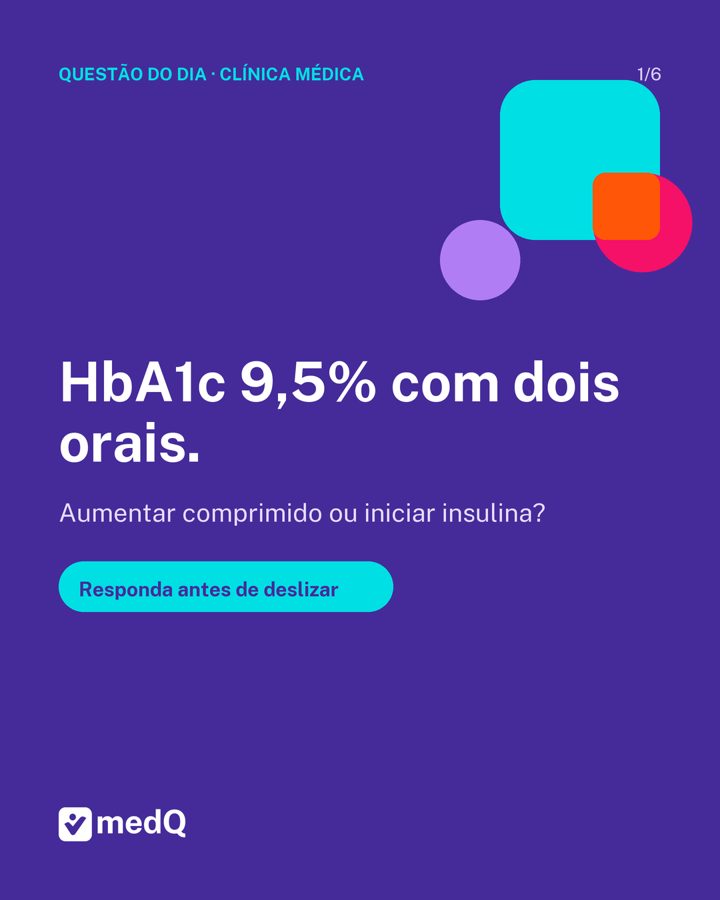 QUESTÃO DO DIA · CLÍNICA MÉDICA
1/6
HbA1c 9,5% com dois
orais.
Aumentar comprimido ou iniciar insulina?
Responda antes de deslizar
medQ